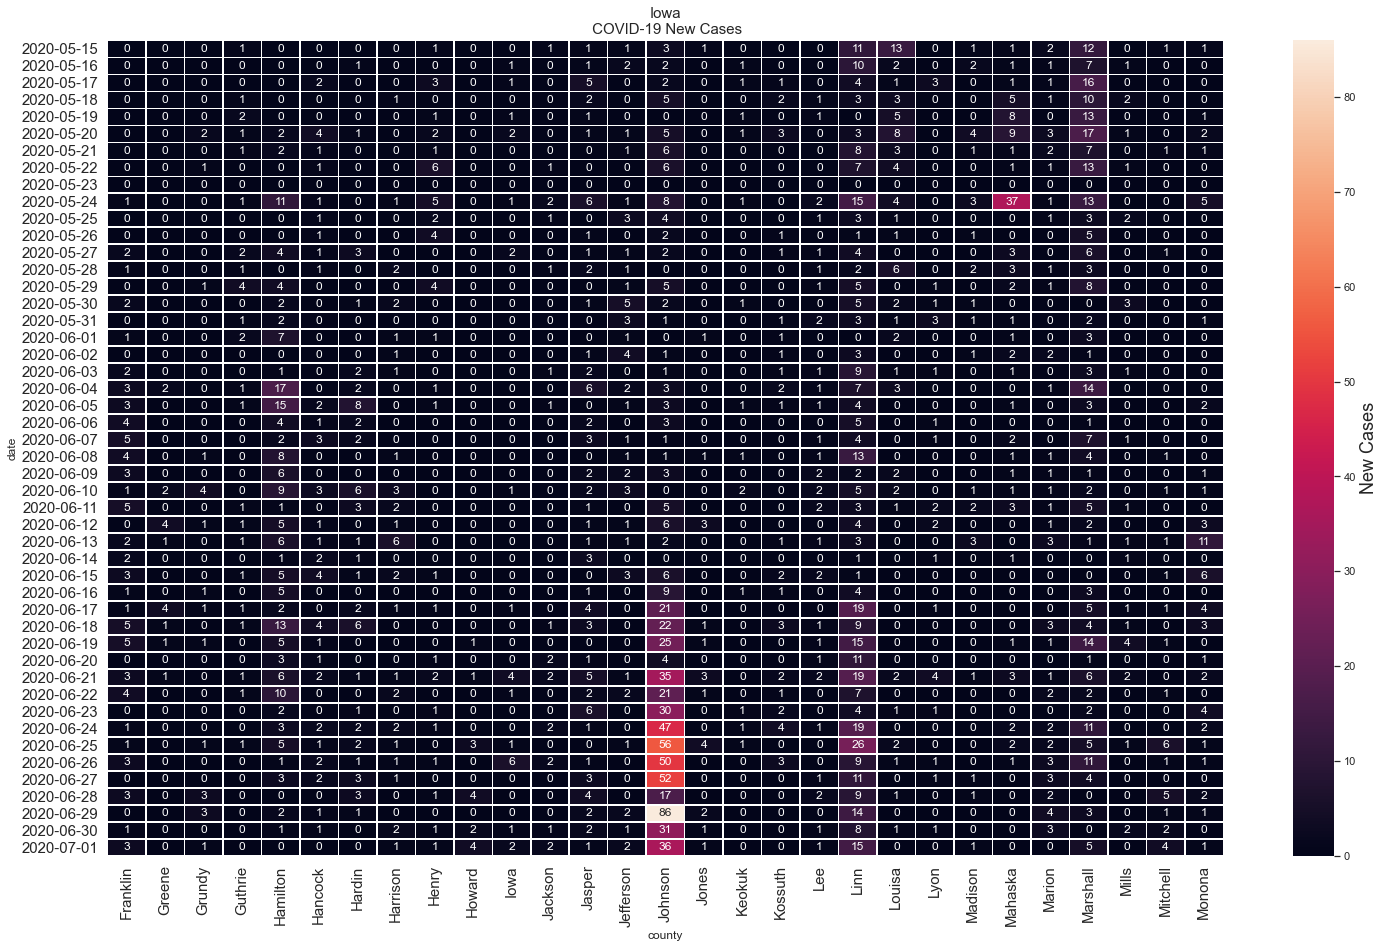 Iowa
COVID-19 New Cases
2020-05-15 0 0 0 1 0 0 0 0 1 0 0 1 1 1 3 1 0 0 0 11 13 0 1 1 2 12 0 1 1
2020-05-16 0 0 0 0 0 0 1 0 0 0 1 0 1 2 2 0 1 0 0 10 2 0 2 1 1 7 1 0 0
2020-05-17 0 0 0 0 0 2 0 0 3 0 1 0 5 0 2 0 1 1 0 4 1 3 0 1 1 16 0 0 0
2020-05-18 0 0 0 1 0 0 0 1 0 0 0 0 2 0 5 0 0 2 1 3 3 0 0 5 1 10 2 0 0
2020-05-19 0 0 0 2 0 0 0 0 1 0 1 0 1 0 0 0 1 0 1 0 5 0 0 8 0 13 0 0 1
2020-05-20 0 0 2 1 2 4 1 0 2 0 2 0 1 1 5 0 1 3 0 3 8 0 4 9 3 17 1 0 2
2020-05-21 0 0 0 1 2 1 0 0 1 0 0 0 0 1 6 0 0 0 0 8 3 0 1 1 2 7 0 1 1
2020-05-22 0 0 1 0 0 1 0 0 6 0 0 1 0 0 6 0 0 0 0 7 4 0 0 1 1 13 1 0 0
2020-05-23 0 0 0 0 0 0 0 0 0 0 0 0 0 0 0 0 0 0 0 0 0 0 0 0 0 0 0 0 0
2020-05-24 1 0 0 1 11 1 0 1 5 0 1 2 6 1 8 0 1 0 2 15 4 0 3 37 1 13 0 0 5
2020-05-25 0 0 0 0 0 1 0 0 2 0 0 1 0 3 4 0 0 0 1 3 1 0 0 0 1 3 2 0 0
2020-05-26 0 0 0 0 0 1 0 0 4 0 0 0 1 0 2 0 0 1 0 1 1 0 1 0 0 5 0 0 0
2020-05-27 2 0 0 2 4 1 3 0 0 0 2 0 1 1 2 0 0 1 1 4 0 0 0 3 0 6 0 1 0
2020-05-28 1 0 0 1 0 1 0 2 0 0 0 1 2 1 0 0 0 0 1 2 6 0 2 3 1 3 0 0 0
2020-05-29 0 0 1 4 4 0 0 0 4 0 0 0 0 1 5 0 0 0 1 5 0 1 0 2 1 8 0 0 0
2020-05-30 2 0 0 0 2 0 1 2 0 0 0 0 1 5 2 0 1 0 0 5 2 1 1 0 0 0 3 0 0
2020-05-31 0 0 0 1 2 0 0 0 0 0 0 0 0 3 1 0 0 1 2 3 1 3 1 1 0 2 0 0 1
2020-06-01 1 0 0 2 7 0 0 1 1 0 0 0 0 0 1 0 1 1 0 0 2 0 0 1 1 3 0 0 0
2020-06-02 0 0 0 0 0 0 0 1 0 0 0 0 1 4 1 0 0 1 0 3 0 0 1 2 2 1 0 0 0
2020-06-03 2 0 0 0 1 0 2 1 0 0 0 1 2 0 1 0 0 1 1 9 1 1 0 1 0 3 1 0 0
2020-06-04 3 2 0 1 17 0 2 0 1 0 0 0 6 2 3 0 0 2 1 7 3 0 0 0 1 14 0 0 0
2020-06-05 3 0 0 1 15 2 8 0 1 0 0 1 0 1 3 0 1 1 1 4 0 0 0 1 0 3 0 0 2
2020-06-06 4 0 0 0 4 1 2 0 0 0 0 0 2 0 3 0 0 0 0 5 0 1 0 0 0 1 0 0 0
2020-06-07 5 0 0 0 2 3 2 0 0 0 0 0 3 1 1 0 0 0 1 4 0 1 0 2 0 7 1 0 0
2020-06-08 4 0 1 0 8 0 0 1 0 0 0 0 0 1 1 1 1 0 1 13 0 0 0 1 1 4 0 1 0
2020-06-09 3 0 0 0 6 0 0 0 0 0 0 0 2 2 3 0 0 0 2 2 2 0 0 1 1 1 0 0 1
2020-06-10 1 2 4 0 9 3 6 3 0 0 1 0 2 3 0 0 2 0 2 5 2 0 1 1 1 2 0 1 1
2020-06-11 5 0 0 1 1 0 3 2 0 0 0 0 1 0 5 0 0 0 2 3 1 2 2 3 1 5 1 0 0
2020-06-12 0 4 1 1 5 1 0 1 0 0 0 0 1 1 6 3 0 0 0 4 0 2 0 0 1 2 0 0 3
2020-06-13 2 1 0 1 6 1 1 6 0 0 0 0 1 1 2 0 0 1 1 3 0 0 3 0 3 1 1 1 11
2020-06-14 2 0 0 0 1 2 1 0 0 0 0 0 3 0 0 0 0 0 0 1 0 1 0 1 0 0 1 0 0
2020-06-15 3 0 0 1 5 4 1 2 1 0 0 0 0 3 6 0 0 2 2 1 0 0 0 0 0 0 0 1 6
2020-06-16 1 0 1 0 5 0 0 0 0 0 0 0 0 0 9 0 1 1 0 4 0 0 0 0 0 3 0 0 0
2020-06-17 1 4 1 1 2 0 2 1 1 0 1 0 4 0 21 0 0 0 0 19 0 1 0 0 0 5 1 1 4
2020-06-18 5 1 0 1 13 4 6 0 0 0 0 1 3 0 22 1 0 3 1 9 0 0 0 0 3 4 1 0 3
2020-06-19 5 1 1 0 5 1 0 0 0 1 0 0 0 0 25 1 0 0 1 15 0 0 0 1 1 14 4 1 0
2020-06-20 0 0 0 0 3 1 0 0 1 0 0 2 1 0 4 0 0 0 1 11 0 0 0 0 0 1 0 0 1
2020-06-21 3 1 0 1 6 2 1 1 2 1 4 2 5 1 35 3 0 2 2 19 2 4 1 3 1 6 2 0 2
2020-06-22 4 0 0 0 10 0 0 2 0 0 1 0 2 2 21 1 0 1 0 7 0 0 0 0 2 2 0 1 0
2020-06-23 0 0 0 0 2 0 1 0 1 0 0 0 6 0 30 0 1 2 0 4 1 1 0 0 0 2 0 0 4
2020-06-24 1 0 0 0 3 2 2 2 1 0 0 2 1 0 47 0 1 4 1 19 0 0 0 2 2 11 0 0 2
2020-06-25 1 0 1 1 5 1 2 1 0 3 1 0 0 1 56 4 1 0 0 26 2 0 0 2 2 5 1 6 1
2020-06-26 3 0 0 0 1 2 1 1 1 0 6 2 1 0 50 0 0 3 0 9 1 1 0 1 3 11 0 1 1
2020-06-27 0 0 0 0 3 2 3 1 0 0 0 0 3 0 52 0 0 0 1 11 0 1 1 0 3 4 0 0 0
2020-06-28 3 0 3 0 0 0 3 0 1 4 0 0 4 0 17 0 0 0 2 9 1 0 1 0 2 0 0 5 2
2020-06-29 0 0 3 0 2 1 1 0 0 0 0 0 2 2 86 2 0 0 0 14 0 0 0 0 4 3 0 1 1
2020-06-30 1 0 0 0 1 1 0 2 1 2 1 1 2 1 31 1 0 0 1 8 1 1 0 0 3 0 2 2 0
2020-07-01 3 0 1 0 0 0 0 1 1 4 2 2 1 2 36 1 0 0 1 15 0 0 1 0 0 5 0 4 1
Franklin Greene Grundy Guthrie Hamilton Hancock Hardin Harrison Henry Howard Iowa Jackson Jasper Jefferson Johnson Jones Keokuk Kossuth Lee Linn Louisa Lyon Madison Mahaska Marion Marshall Mills Mitchell Monona
county
date
80
70
60
50
40
30
20
10
0
New Cases